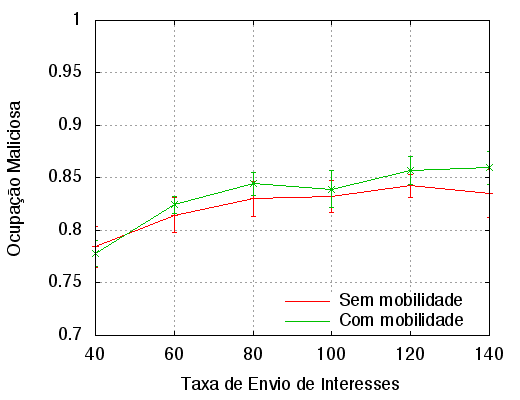 1
0.95
0.9
0.85
0.8
0.75
0.7
40 60 80 100 120 140
Ocupação Maliciosa
Taxa de Envio de Interesses
Sem mobilidade
Com mobilidade